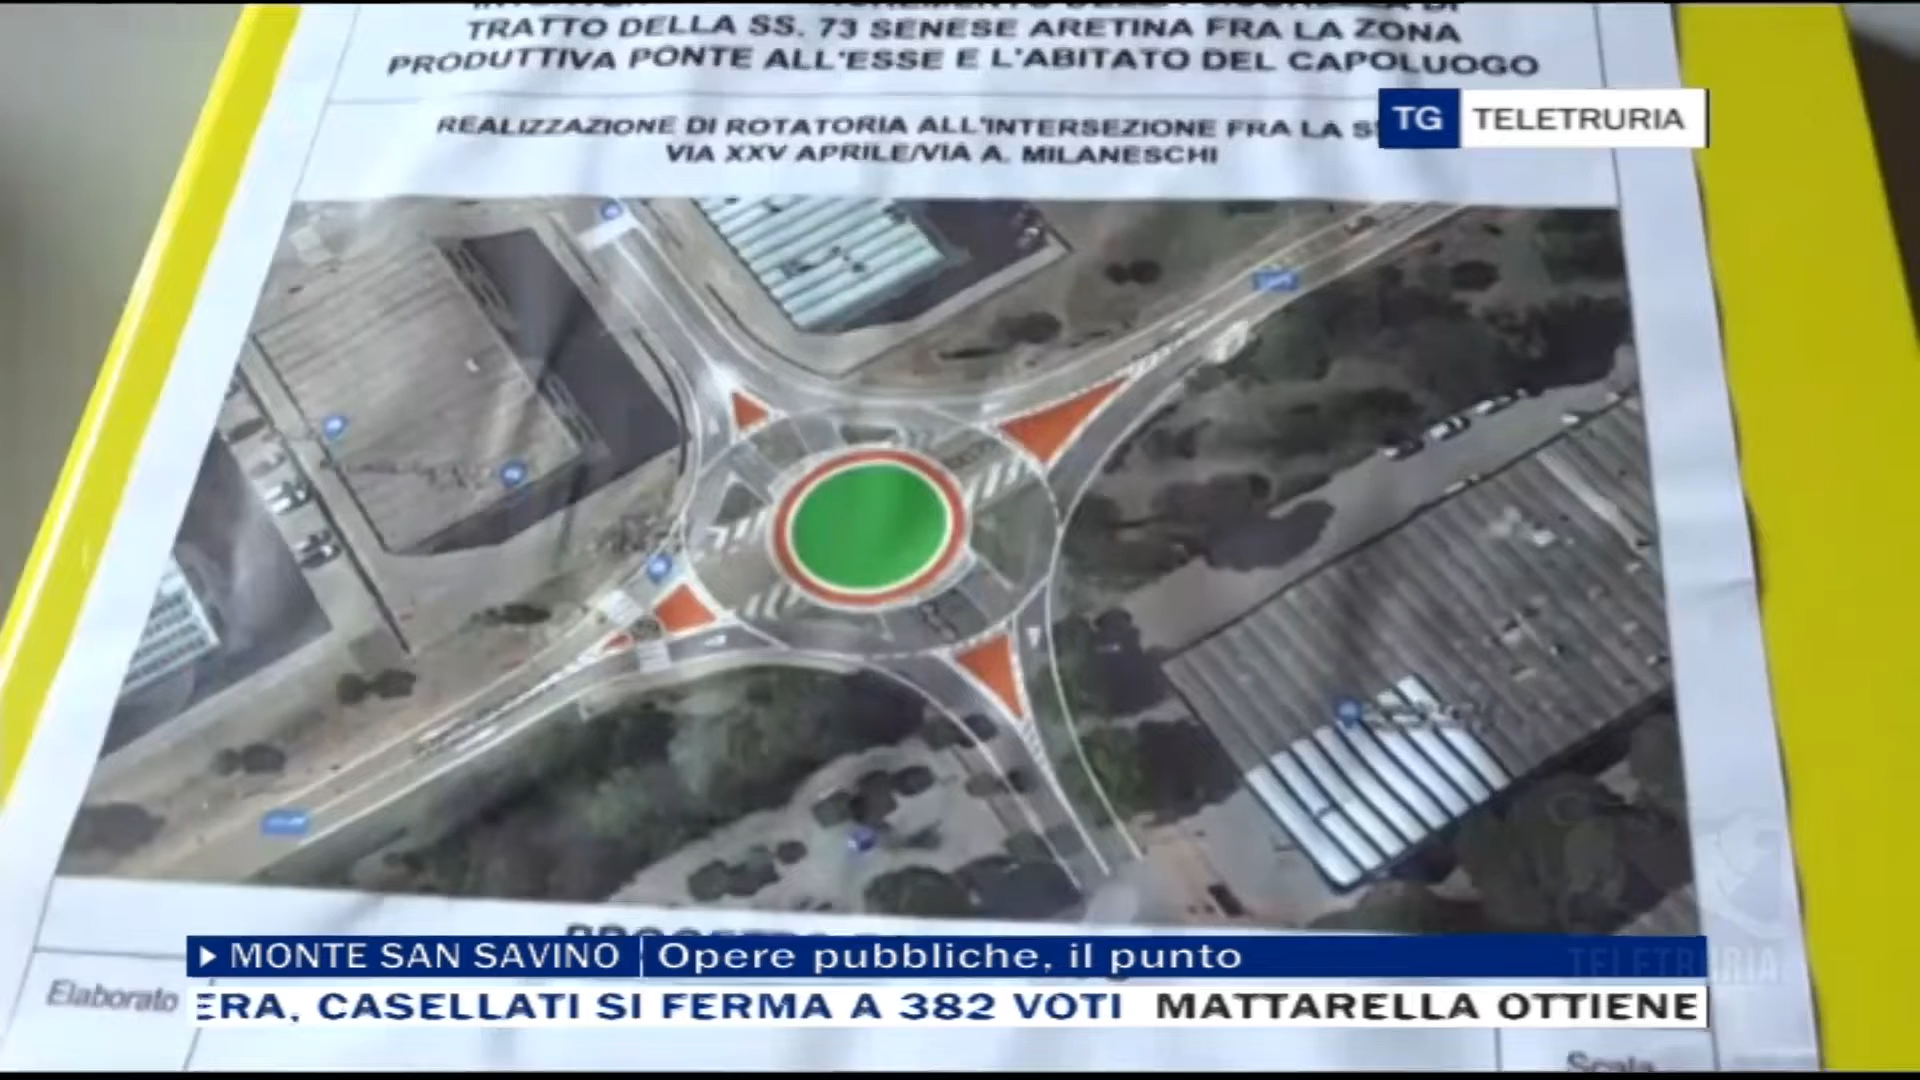 TRATTO DELLA SS. 73 SENESE ARETINA FRA LA ZONA
PRODUTTIVA PONTE ALL'ESSE E L'ABITATO DEL CAPOLUOGO
REALIZZAZIONE DI ROTATORIA ALL'INTERSEZIONE FRA LA
VIA XXV APRILE/VIA A. MILANESCHI
TG TELETRURIA
MONTE SAN SAVINO Opere pubbliche, il punto
TELETRURIA
Elaborato
ERA, CASELLATI SI FERMA A 382 VOTI MATTARELLA OTTIENE
Scala